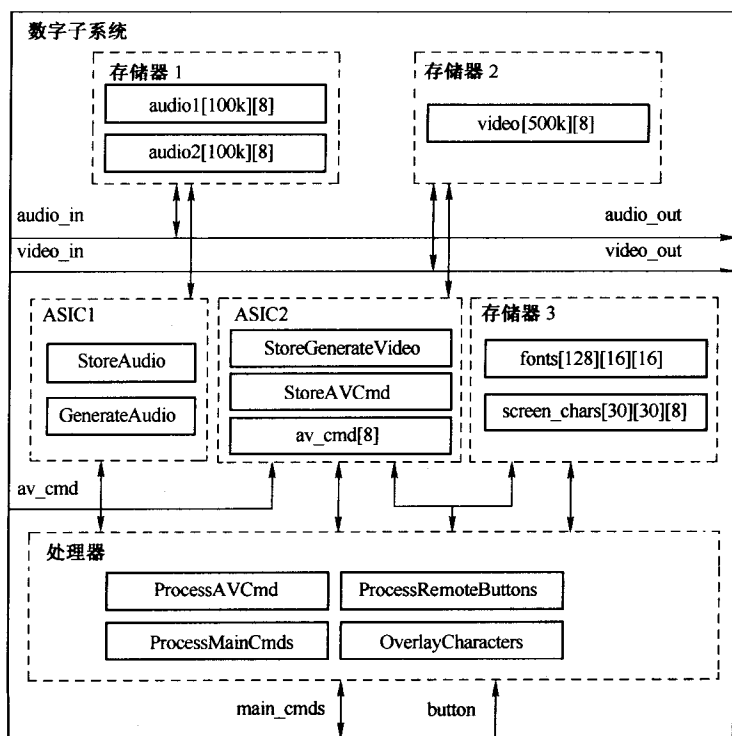 数字子系统
存储器 1
存储器 2
audio1[100k][8]
video[500k][8]
audio2[100k][8]
audio_in
audio_out
video_in
video_out
ASIC1
ASIC2
存储器 3
StoreAudio
StoreGenerateVideo
fonts[128][16][16]
GenerateAudio
StoreAVCmd
screen_chars[30][30][8]
av_cmd[8]
av_cmd
处理器
ProcessAVCmd
ProcessRemoteButtons
ProcessMainCmds
OverlayCharacters
main_cmds
button